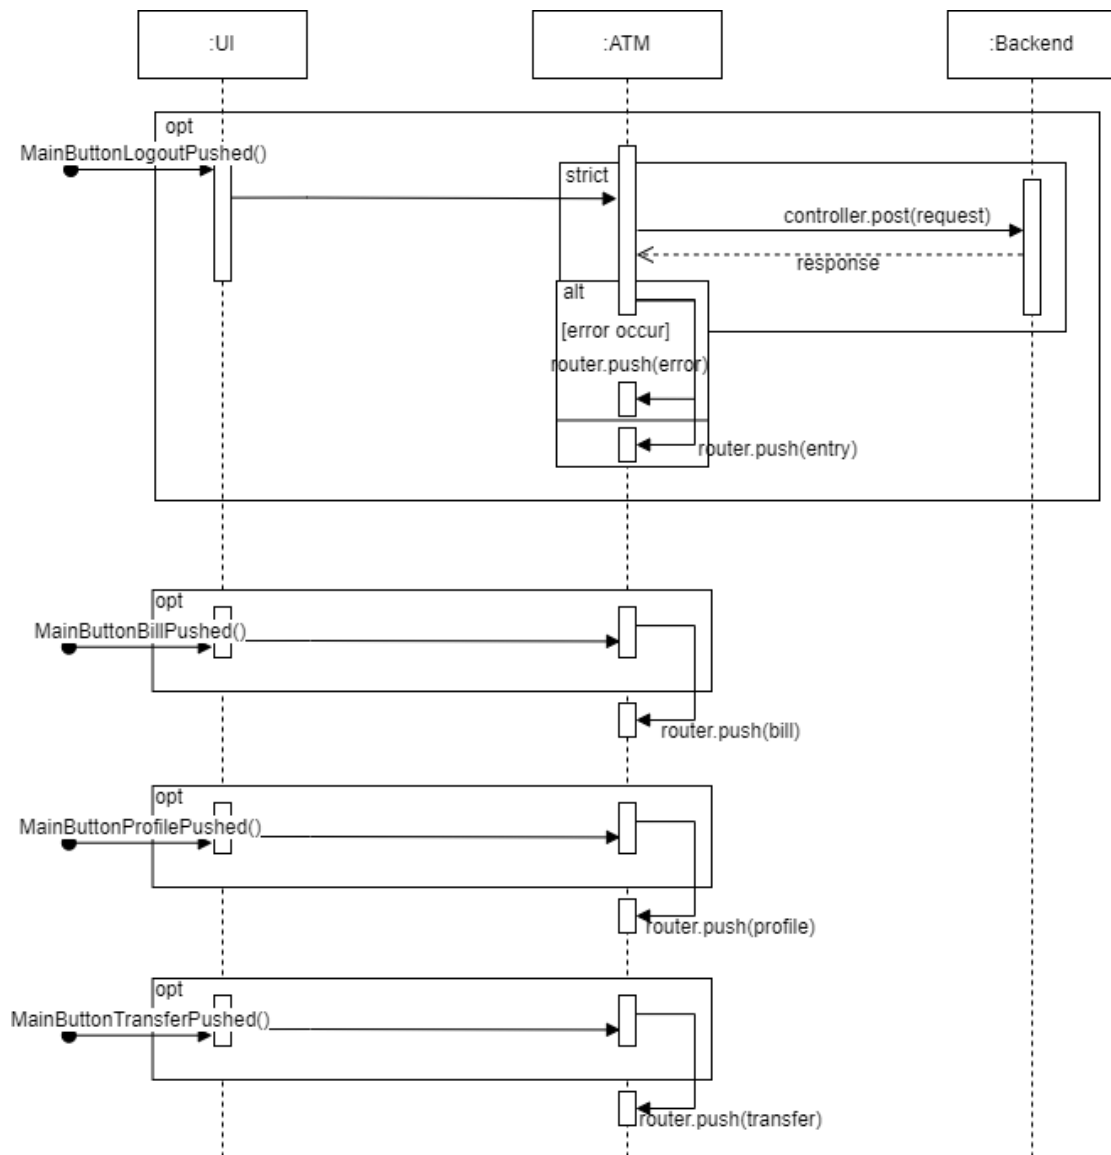 :UI
:ATM
:Backend
opt
MainButtonLogoutPushed()
strict
controller.post(request)
response
alt
[error occur]
router.push(error)
router.push(entry)
opt
MainButtonBillPushed()
router.push(bill)
opt
MainButtonProfilePushed()
router.push(profile)
opt
MainButtonTransferPushed()
router.push(transfer)